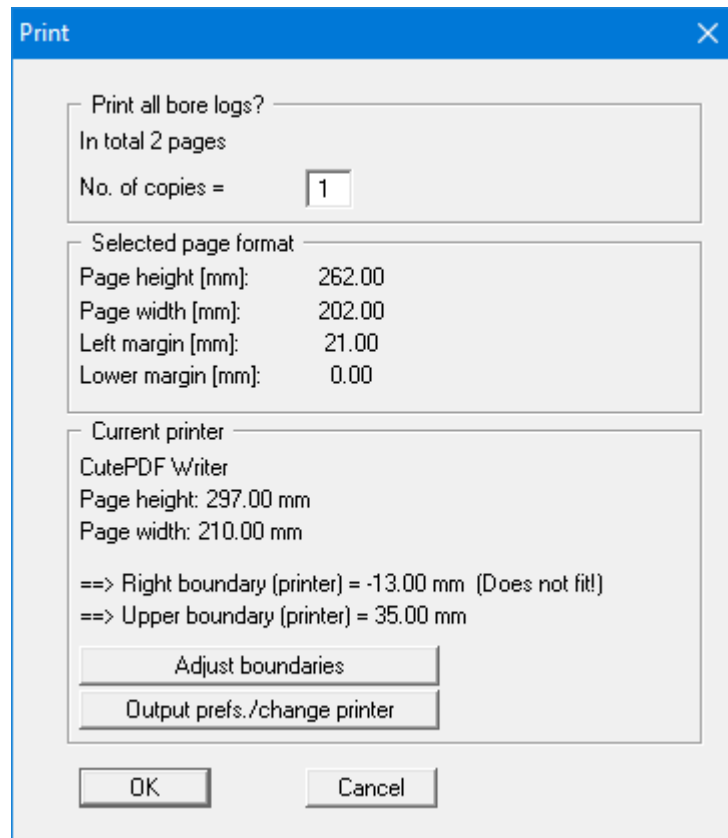 Print
Print all bore logs?
In total 2 pages
No. of copies = 1
Selected page format
Page height [mm]: 262.00
Page width [mm]: 202.00
Left margin [mm]: 21.00
Lower margin [mm]: 0.00
Current printer
CutePDF Writer
Page height: 297.00 mm
Page width: 210.00 mm
==> Right boundary (printer) = -13.00 mm (Does not fit!)
==> Upper boundary (printer) = 35.00 mm
Adjust boundaries
Output prefs./change printer
OK Cancel